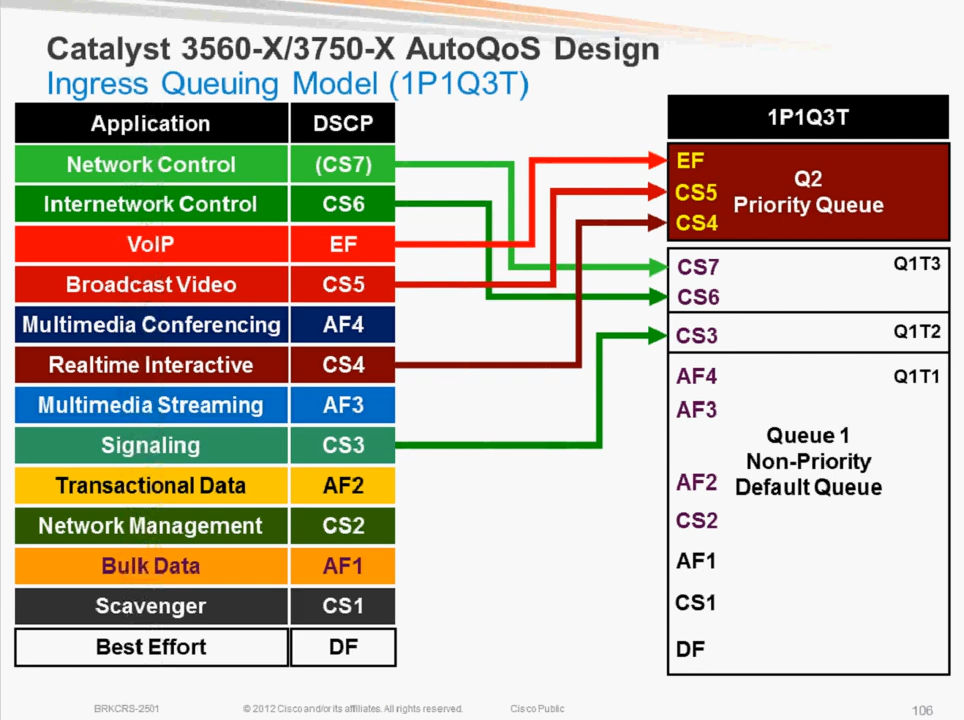 Catalyst 3560-X/3750-X AutoQoS Design
Ingress Queuing Model (1P1Q3T)
Application DSCP
Network Control (CS7)
Internetwork Control CS6
VoIP EF
Broadcast Video CS5
Multimedia Conferencing AF4
Realtime Interactive CS4
Multimedia Streaming AF3
Signaling CS3
Transactional Data AF2
Network Management CS2
Bulk Data AF1
Scavenger CS1
Best Effort DF
1P1Q3T
EF
CS5
CS4
Q2
Priority Queue
CS7 Q1T3
CS6
CS3 Q1T2
AF4 Q1T1
AF3
Queue 1
Non-Priority
Default Queue
AF2
CS2
AF1
CS1
DF
BRKCRS-2501 © 2012 Cisco and/or its affiliates. All rights reserved. Cisco Public 106